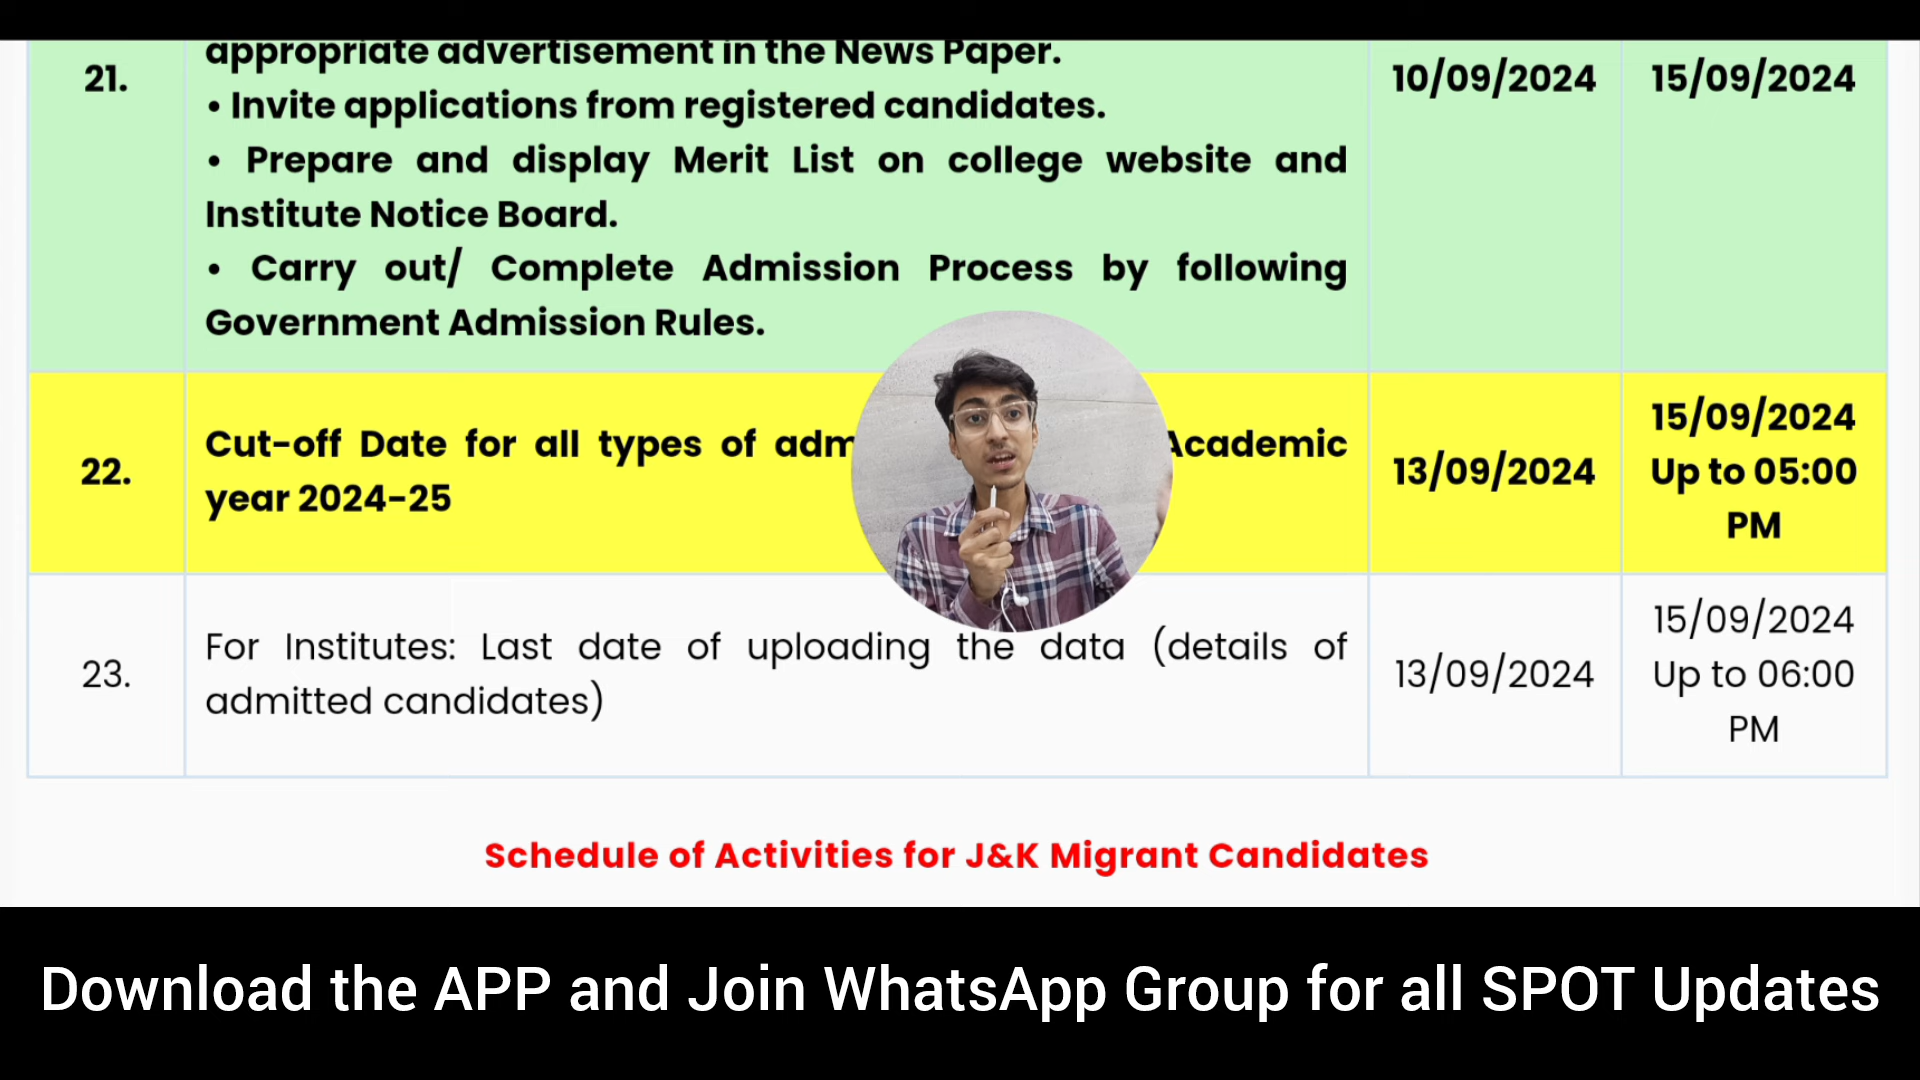 appropriate advertisement in the News Paper.
21.
10/09/2024
15/09/2024
• Invite applications from registered candidates.
• Prepare and display Merit List on college website and
Institute Notice Board.
• Carry out/ Complete Admission Process by following
Government Admission Rules.
22.
Cut-off Date for all types of adm
Academic
year 2024-25
13/09/2024
15/09/2024
Up to 05:00
PM
23.
For Institutes: Last date of uploading the data (details of
admitted candidates)
13/09/2024
15/09/2024
Up to 06:00
PM
Schedule of Activities for J&K Migrant Candidates
Download the APP and Join WhatsApp Group for all SPOT Updates